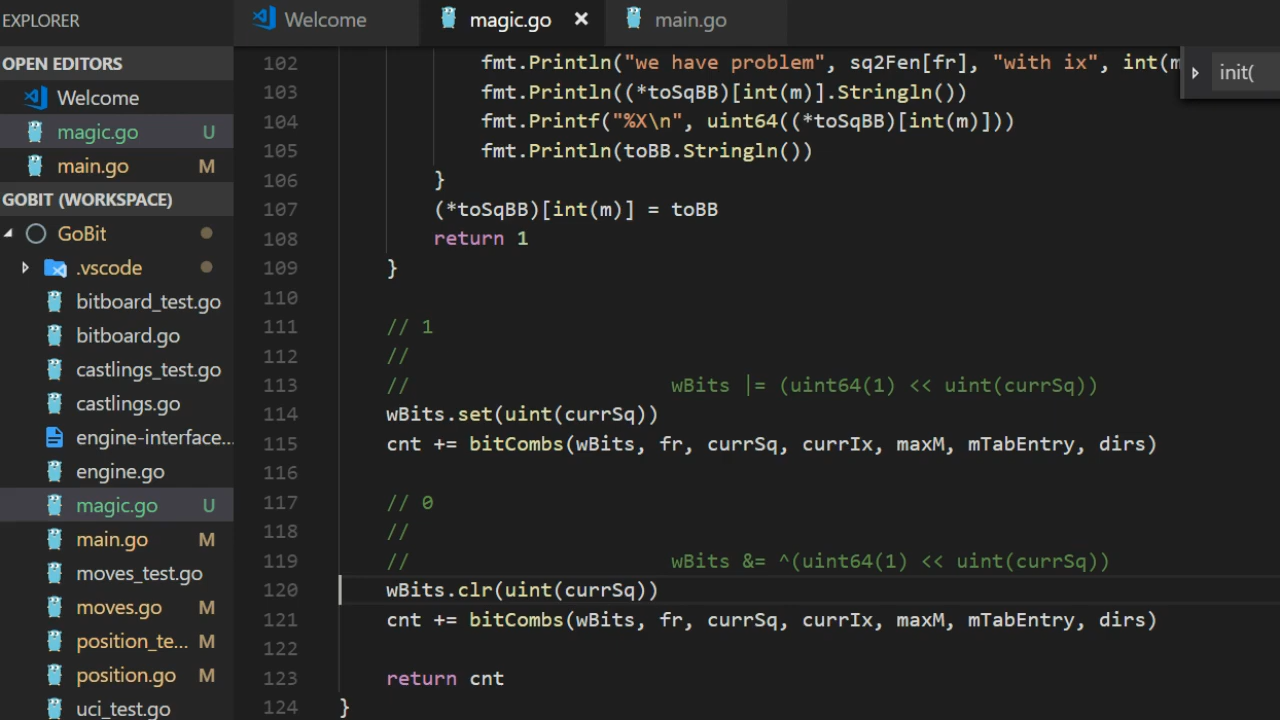 EXPLORER
OPEN EDITORS
Welcome
magic.go U
main.go M
GOBIT (WORKSPACE)
GoBit
.vscode
bitboard_test.go
bitboard.go
castlings_test.go
castlings.go
engine-interface...
engine.go
magic.go U
main.go M
moves_test.go
moves.go M
position_te... M
position.go M
uci_test.go
Welcome magic.go × main.go
init(
102 fmt.Println("we have problem", sq2Fen[fr], "with ix", int(m
103 fmt.Println((*toSqBB)[int(m)].Stringln())
104 fmt.Printf("%X\n", uint64((*toSqBB)[int(m)]))
105 fmt.Println(toBB.Stringln())
106 }
107 (*toSqBB)[int(m)] = toBB
108 return 1
109 }
110
111 // 1
112 //
113 // wBits |= (uint64(1) << uint(currSq))
114 wBits.set(uint(currSq))
115 cnt += bitCombs(wBits, fr, currSq, currIx, maxM, mTabEntry, dirs)
116
117 // 0
118 //
119 // wBits &= ^(uint64(1) << uint(currSq))
120 wBits.clr(uint(currSq))
121 cnt += bitCombs(wBits, fr, currSq, currIx, maxM, mTabEntry, dirs)
122
123 return cnt
124 }